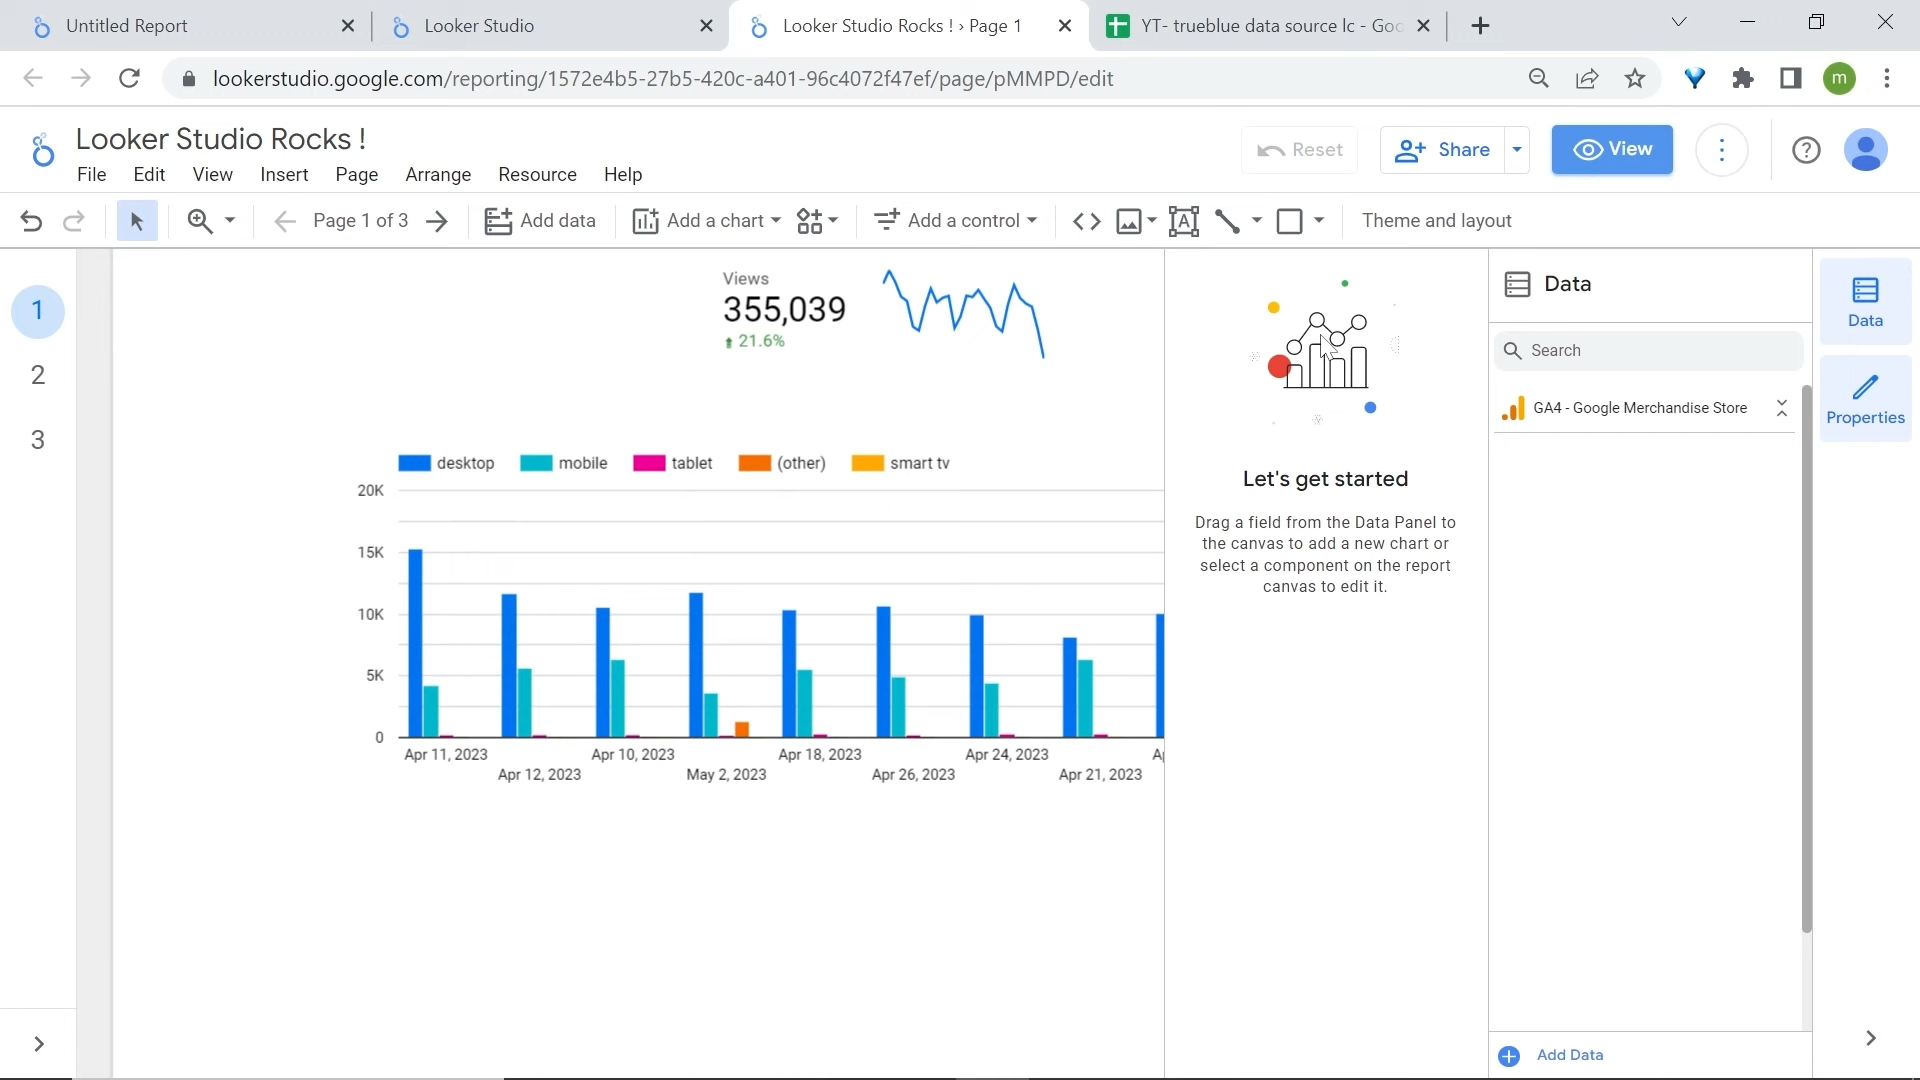 Untitled Report
Looker Studio
Looker Studio Rocks ! › Page 1
YT- trueblue data source lc - Goo
lookerstudio.google.com/reporting/1572e4b5-27b5-420c-a401-96c4072f47ef/page/pMMPD/edit
m
Looker Studio Rocks !
File Edit View Insert Page Arrange Resource Help
Reset
Share
View
Page 1 of 3
Add data
Add a chart
Add a control
Theme and layout
1
2
3
Views
355,039
21.6%
desktop mobile tablet (other) smart tv
20K
15K
10K
5K
0
Apr 11, 2023
Apr 12, 2023
Apr 10, 2023
May 2, 2023
Apr 18, 2023
Apr 26, 2023
Apr 24, 2023
Apr 21, 2023
Let's get started
Drag a field from the Data Panel to
the canvas to add a new chart or
select a component on the report
canvas to edit it.
Data
Search
GA4 - Google Merchandise Store
Add Data
Data
Properties